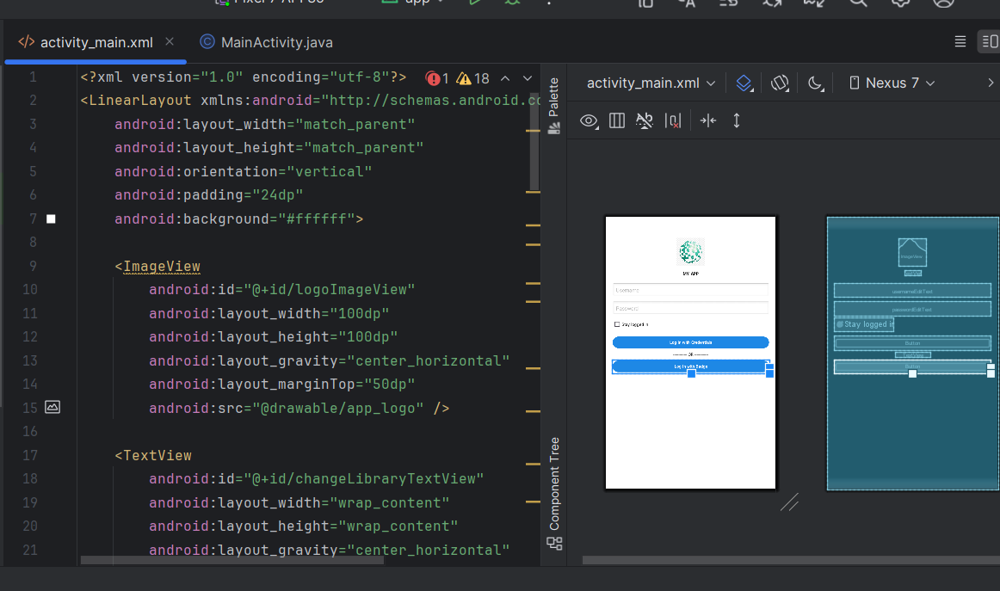 app
activity_main.xml
MainActivity.java
1 <?xml version="1.0" encoding="utf-8"?> 1 18
2 <LinearLayout xmlns:android="http://schemas.android.co
3 android:layout_width="match_parent"
4 android:layout_height="match_parent"
5 android:orientation="vertical"
6 android:padding="24dp"
7 android:background="#ffffff">
8
9 <ImageView
10 android:id="@+id/logoImageView"
11 android:layout_width="100dp"
12 android:layout_height="100dp"
13 android:layout_gravity="center_horizontal"
14 android:layout_marginTop="50dp"
15 android:src="@drawable/app_logo" />
16
17 <TextView
18 android:id="@+id/changeLibraryTextView"
19 android:layout_width="wrap_content"
20 android:layout_height="wrap_content"
21 android:layout_gravity="center_horizontal"
Palette
Component Tree
activity_main.xml
Nexus 7
MY APP
Username
Password
Stay logged in
Log in with Credentials
OR
Log in with Badge
ImageView
usernameEditText
passwordEditText
Stay logged in
Button
Button